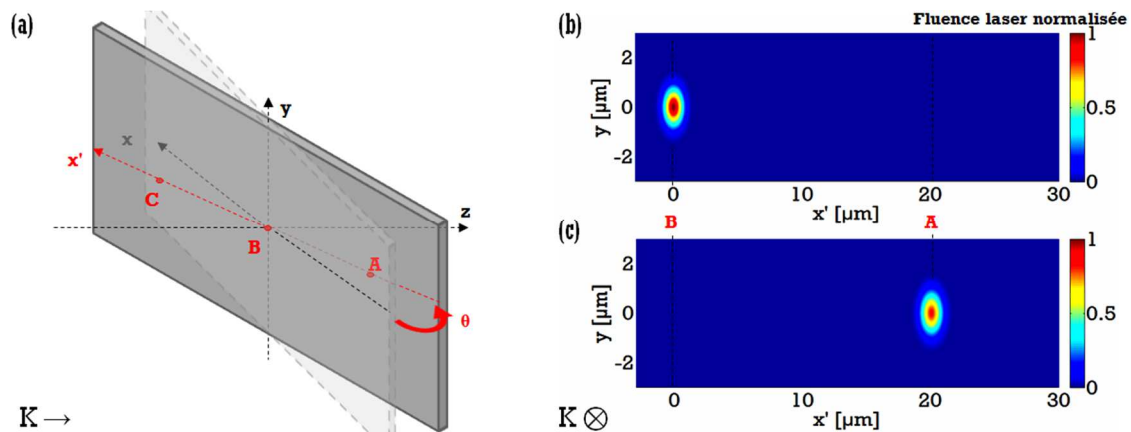 (a)
y
x
x'
C
z
B
A
θ
K →
(b)
Fluence laser normalisée
y [µm]
2
0
-2
0
10
20
30
x' [µm]
1
0.5
0
B
A
(c)
y [µm]
2
0
-2
0
10
20
30
x' [µm]
1
0.5
0
K ⊗